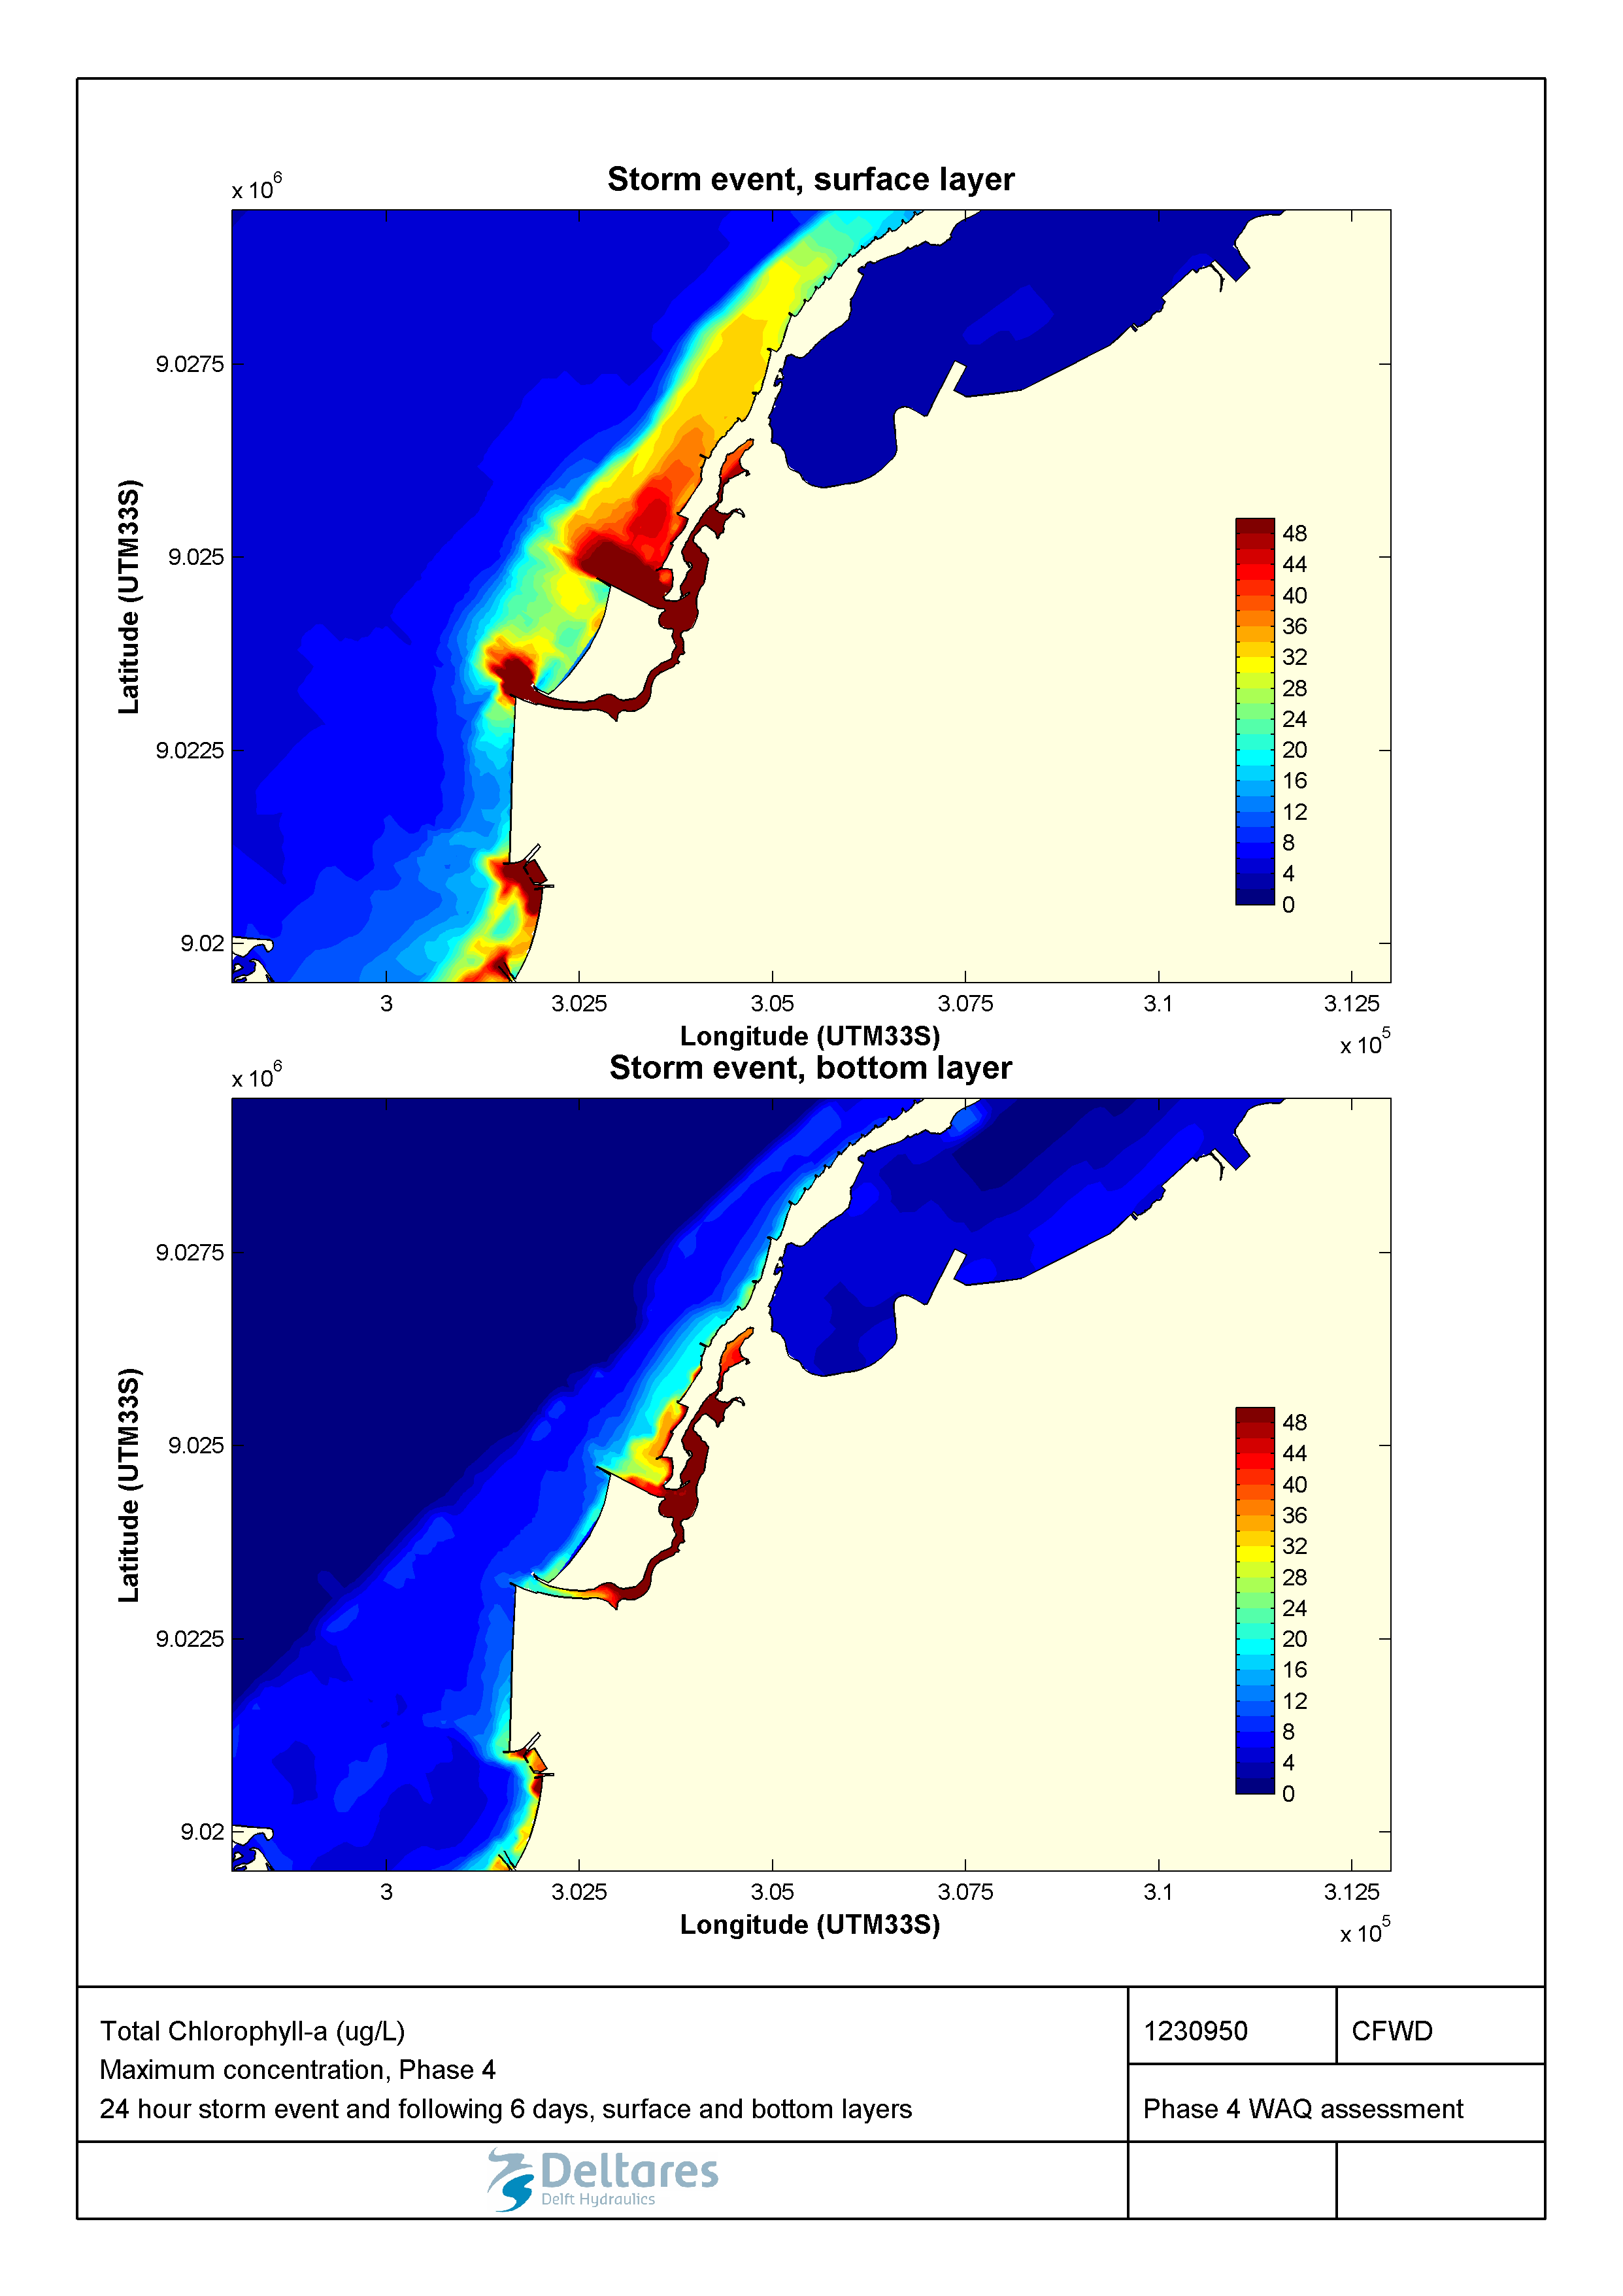 Storm event, surface layer
x 10^6
9.0275
9.025
9.0225
9.02
Latitude (UTM33S)
3 3.025 3.05 3.075 3.1 3.125
Longitude (UTM33S)
x 10^5
48
44
40
36
32
28
24
20
16
12
8
4
0
Storm event, bottom layer
x 10^6
9.0275
9.025
9.0225
9.02
Latitude (UTM33S)
3 3.025 3.05 3.075 3.1 3.125
Longitude (UTM33S)
x 10^5
48
44
40
36
32
28
24
20
16
12
8
4
0
Total Chlorophyll-a (ug/L)
Maximum concentration, Phase 4
24 hour storm event and following 6 days, surface and bottom layers
1230950
CFWD
Phase 4 WAQ assessment
Deltares
Delft Hydraulics